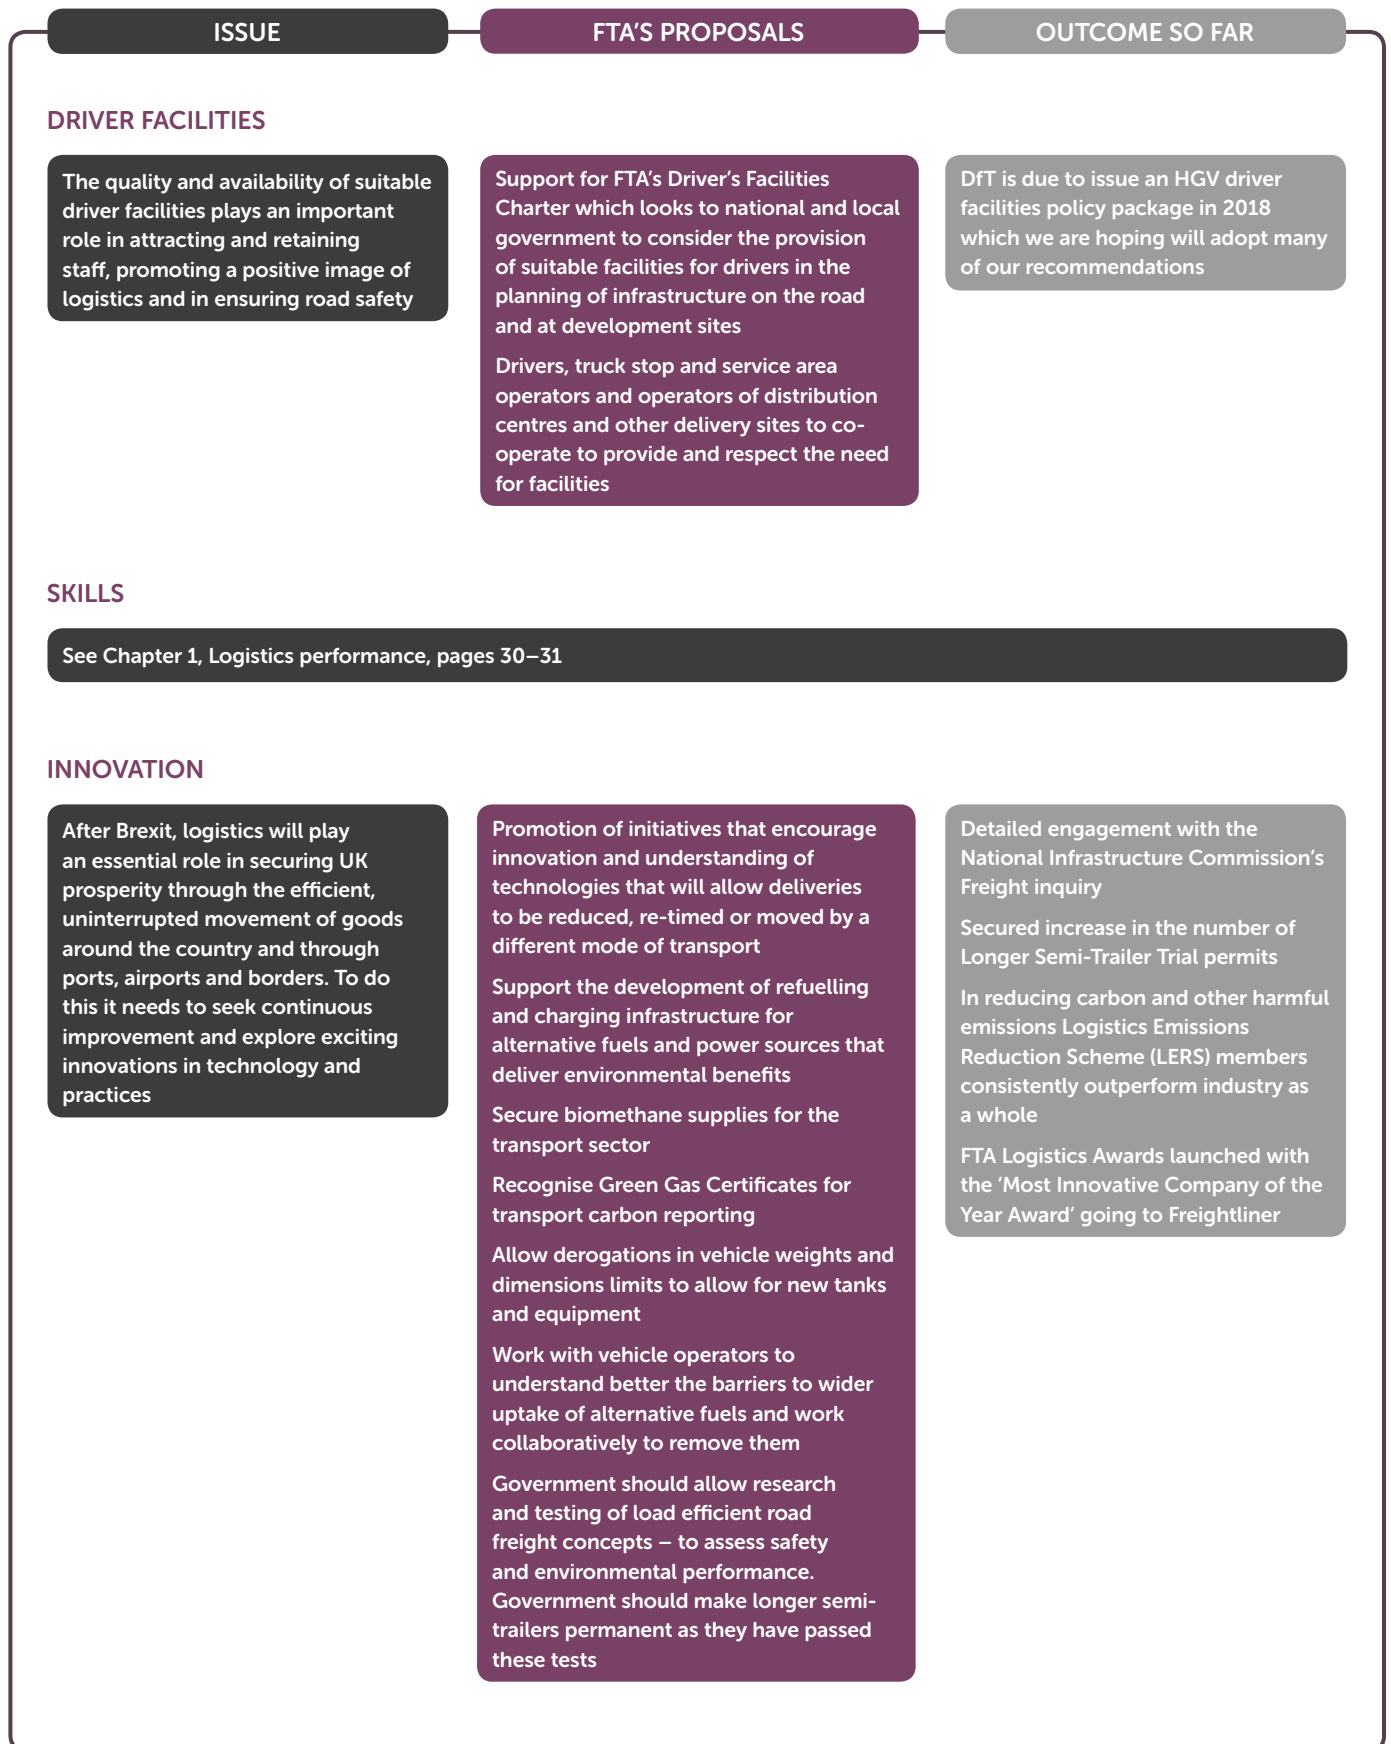 ISSUE
FTA'S PROPOSALS
OUTCOME SO FAR
DRIVER FACILITIES
The quality and availability of suitable
driver facilities plays an important
role in attracting and retaining
staff, promoting a positive image of
logistics and in ensuring road safety
Support for FTA's Driver's Facilities
Charter which looks to national and local
government to consider the provision
of suitable facilities for drivers in the
planning of infrastructure on the road
and at development sites
Drivers, truck stop and service area
operators and operators of distribution
centres and other delivery sites to co-
operate to provide and respect the need
for facilities
DfT is due to issue an HGV driver
facilities policy package in 2018
which we are hoping will adopt many
of our recommendations
SKILLS
See Chapter 1, Logistics performance, pages 30–31
INNOVATION
After Brexit, logistics will play
an essential role in securing UK
prosperity through the efficient,
uninterrupted movement of goods
around the country and through
ports, airports and borders. To do
this it needs to seek continuous
improvement and explore exciting
innovations in technology and
practices
Promotion of initiatives that encourage
innovation and understanding of
technologies that will allow deliveries
to be reduced, re-timed or moved by a
different mode of transport
Support the development of refuelling
and charging infrastructure for
alternative fuels and power sources that
deliver environmental benefits
Secure biomethane supplies for the
transport sector
Recognise Green Gas Certificates for
transport carbon reporting
Allow derogations in vehicle weights and
dimensions limits to allow for new tanks
and equipment
Work with vehicle operators to
understand better the barriers to wider
uptake of alternative fuels and work
collaboratively to remove them
Government should allow research
and testing of load efficient road
freight concepts – to assess safety
and environmental performance.
Government should make longer semi-
trailers permanent as they have passed
these tests
Detailed engagement with the
National Infrastructure Commission's
Freight inquiry
Secured increase in the number of
Longer Semi-Trailer Trial permits
In reducing carbon and other harmful
emissions Logistics Emissions
Reduction Scheme (LERS) members
consistently outperform industry as
a whole
FTA Logistics Awards launched with
the 'Most Innovative Company of the
Year Award' going to Freightliner